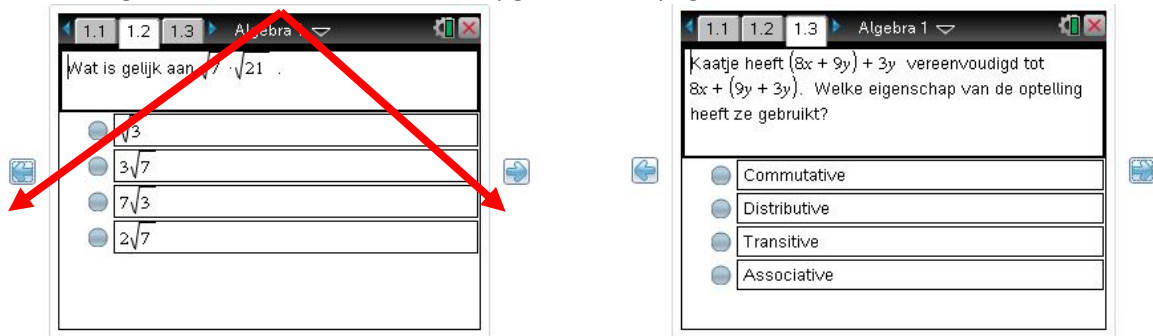 1.1 1.2 1.3 Algebra 1
Wat is gelijk aan √7 · √21 .
√3
3√7
7√3
2√7
1.1 1.2 1.3 Algebra 1
Kaatje heeft (8x + 9y) + 3y vereenvoudigd tot
8x + (9y + 3y). Welke eigenschap van de optelling
heeft ze gebruikt?
Commutative
Distributive
Transitive
Associative